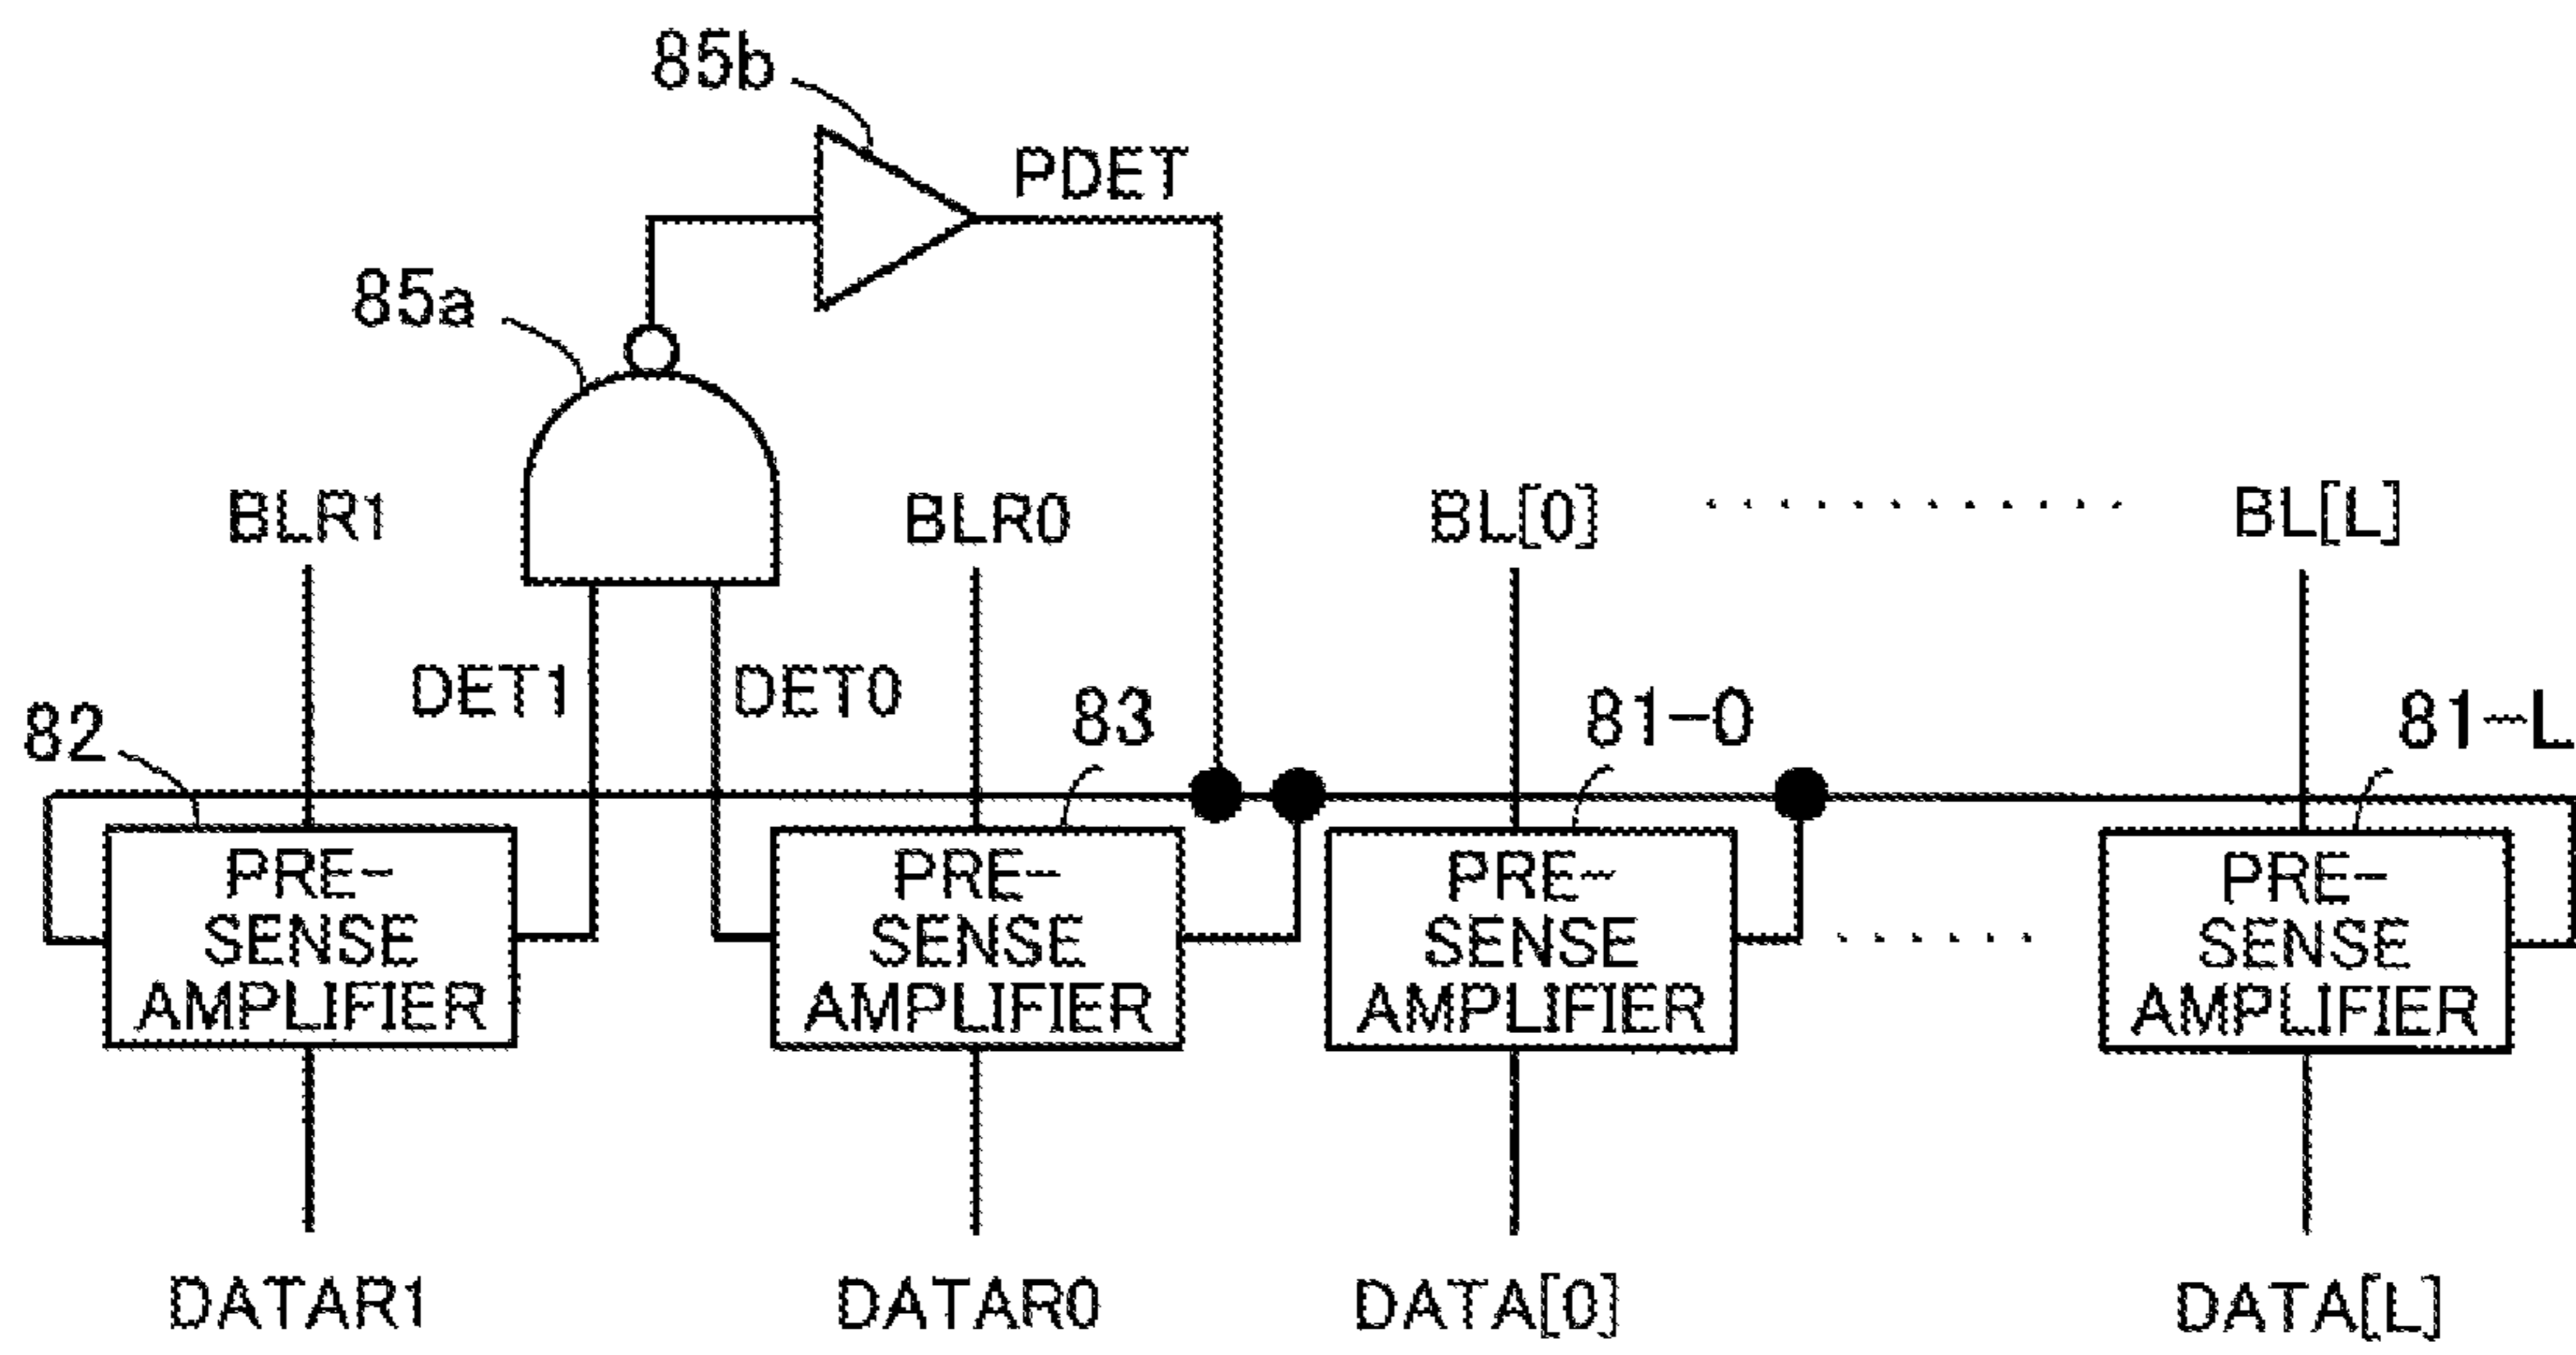 85b
PDET
85a
BLR1
BLR0
BL[0]
BL[L]
DET1
DET0
82
83
81-0
81-L
PRE-
SENSE
AMPLIFIER
PRE-
SENSE
AMPLIFIER
PRE-
SENSE
AMPLIFIER
PRE-
SENSE
AMPLIFIER
DATAR1
DATAR0
DATA[0]
DATA[L]